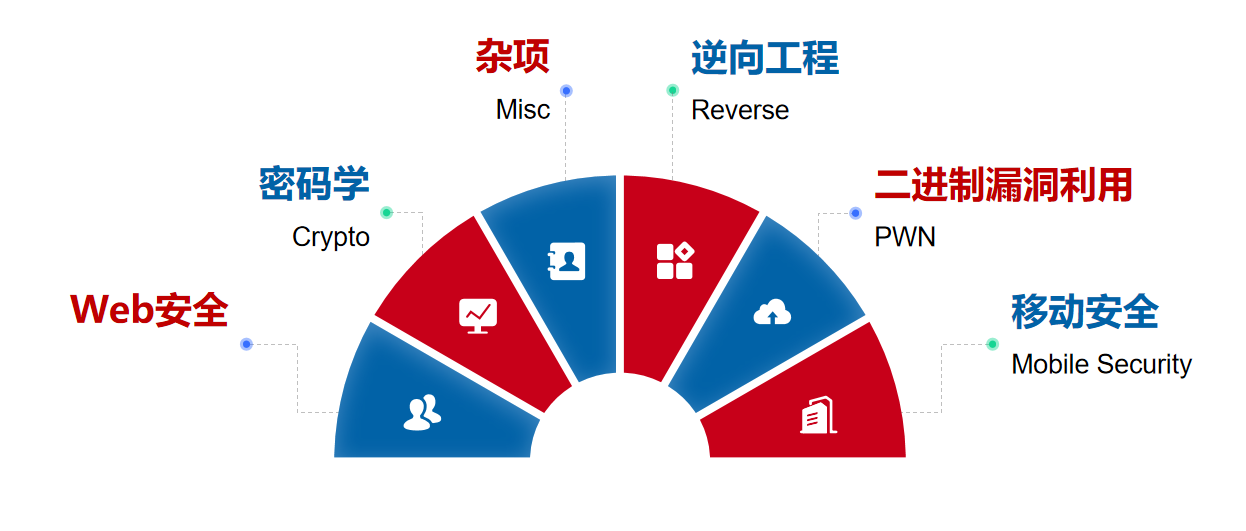 杂项
Misc
逆向工程
Reverse
密码学
Crypto
二进制漏洞利用
PWN
Web安全
移动安全
Mobile Security